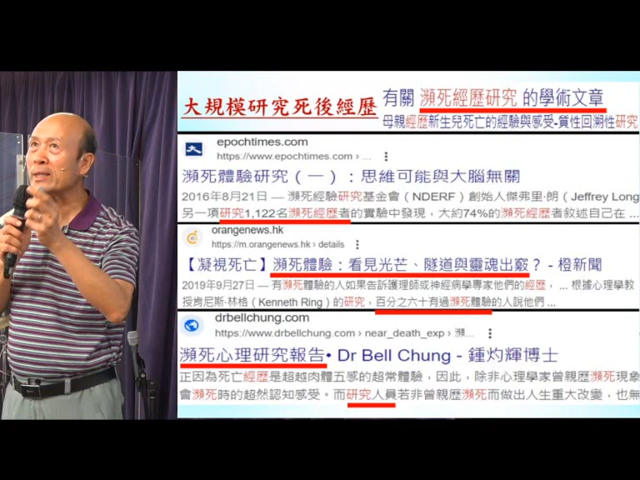 大規模研究死後經歷
有關 瀕死經歷研究 的學術文章
母親經歷新生兒死亡的經驗與感受-質性回溯性研究
epochtimes.com
https://www.epochtimes.com › ...
瀕死體驗研究（一）：思維可能與大腦無關
2016年8月21日 — 瀕死經驗研究基金會（NDERF）創始人傑弗里·朗（Jeffrey Long
另一項研究1,122名瀕死經歷者的實驗中發現，大約74%的瀕死經歷者敘述自己在 ...
orangenews.hk
https://m.orangenews.hk › details
【凝視死亡】瀕死體驗：看見光芒、隧道與靈魂出竅？ - 橙新聞
2019年9月27日 — 有瀕死體驗的人如果告訴護理師或神經病學專家他們的經歷， ... 根據心理學教
授肯尼斯·林格（Kenneth Ring）的研究，百分之六十有過瀕死體驗的人說他們 ...
drbellchung.com
https://www.drbellchung.com › near_death_exp › 瀕...
瀕死心理研究報告• Dr Bell Chung - 鍾灼輝博士
正因為死亡經歷是超越肉體五感的超常體驗，因此，除非心理學家曾親歷瀕死現象
會瀕死時的超然認知感受。而研究人員若非曾親歷瀕死而做出人生重大改變，也無